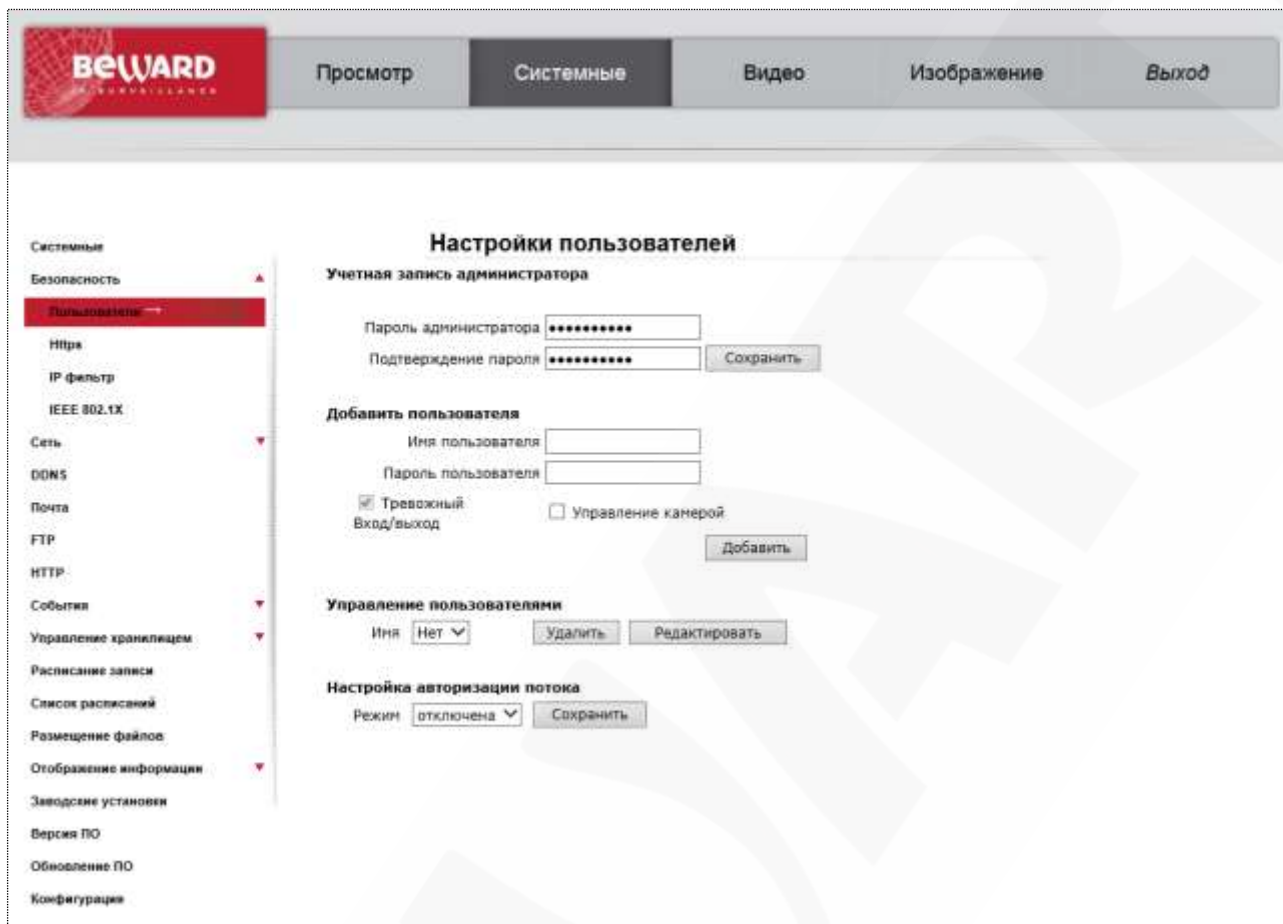 BEWARD
IP SURVEILLANCE
Просмотр
Системные
Видео
Изображение
Выход
Системные
Безопасность
Пользователи
Https
IP фильтр
IEEE 802.1X
Сеть
DDNS
Почта
FTP
HTTP
События
Управление хранилищем
Расписание записи
Список расписаний
Размещение файлов
Отображение информации
Заводские установки
Версия ПО
Обновление ПО
Конфигурация
Настройки пользователей
Учетная запись администратора
Пароль администратора ••••••••••
Подтверждение пароля •••••••••• Сохранить
Добавить пользователя
Имя пользователя
Пароль пользователя
Тревожный
Вход/выход
Управление камерой
Добавить
Управление пользователями
Имя Нет Удалить Редактировать
Настройка авторизации потока
Режим отключена Сохранить